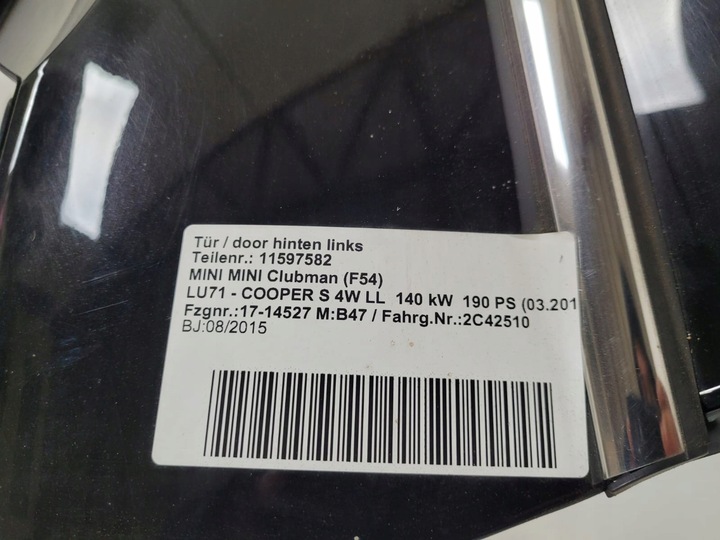 Tür / door hinten links
Teilenr.: 11597582
MINI MINI Clubman (F54)
LU71 - COOPER S 4W LL 140 kW 190 PS (03.201
Fzgnr.:17-14527 M:B47 / Fahrg.Nr.:2C42510
BJ:08/2015